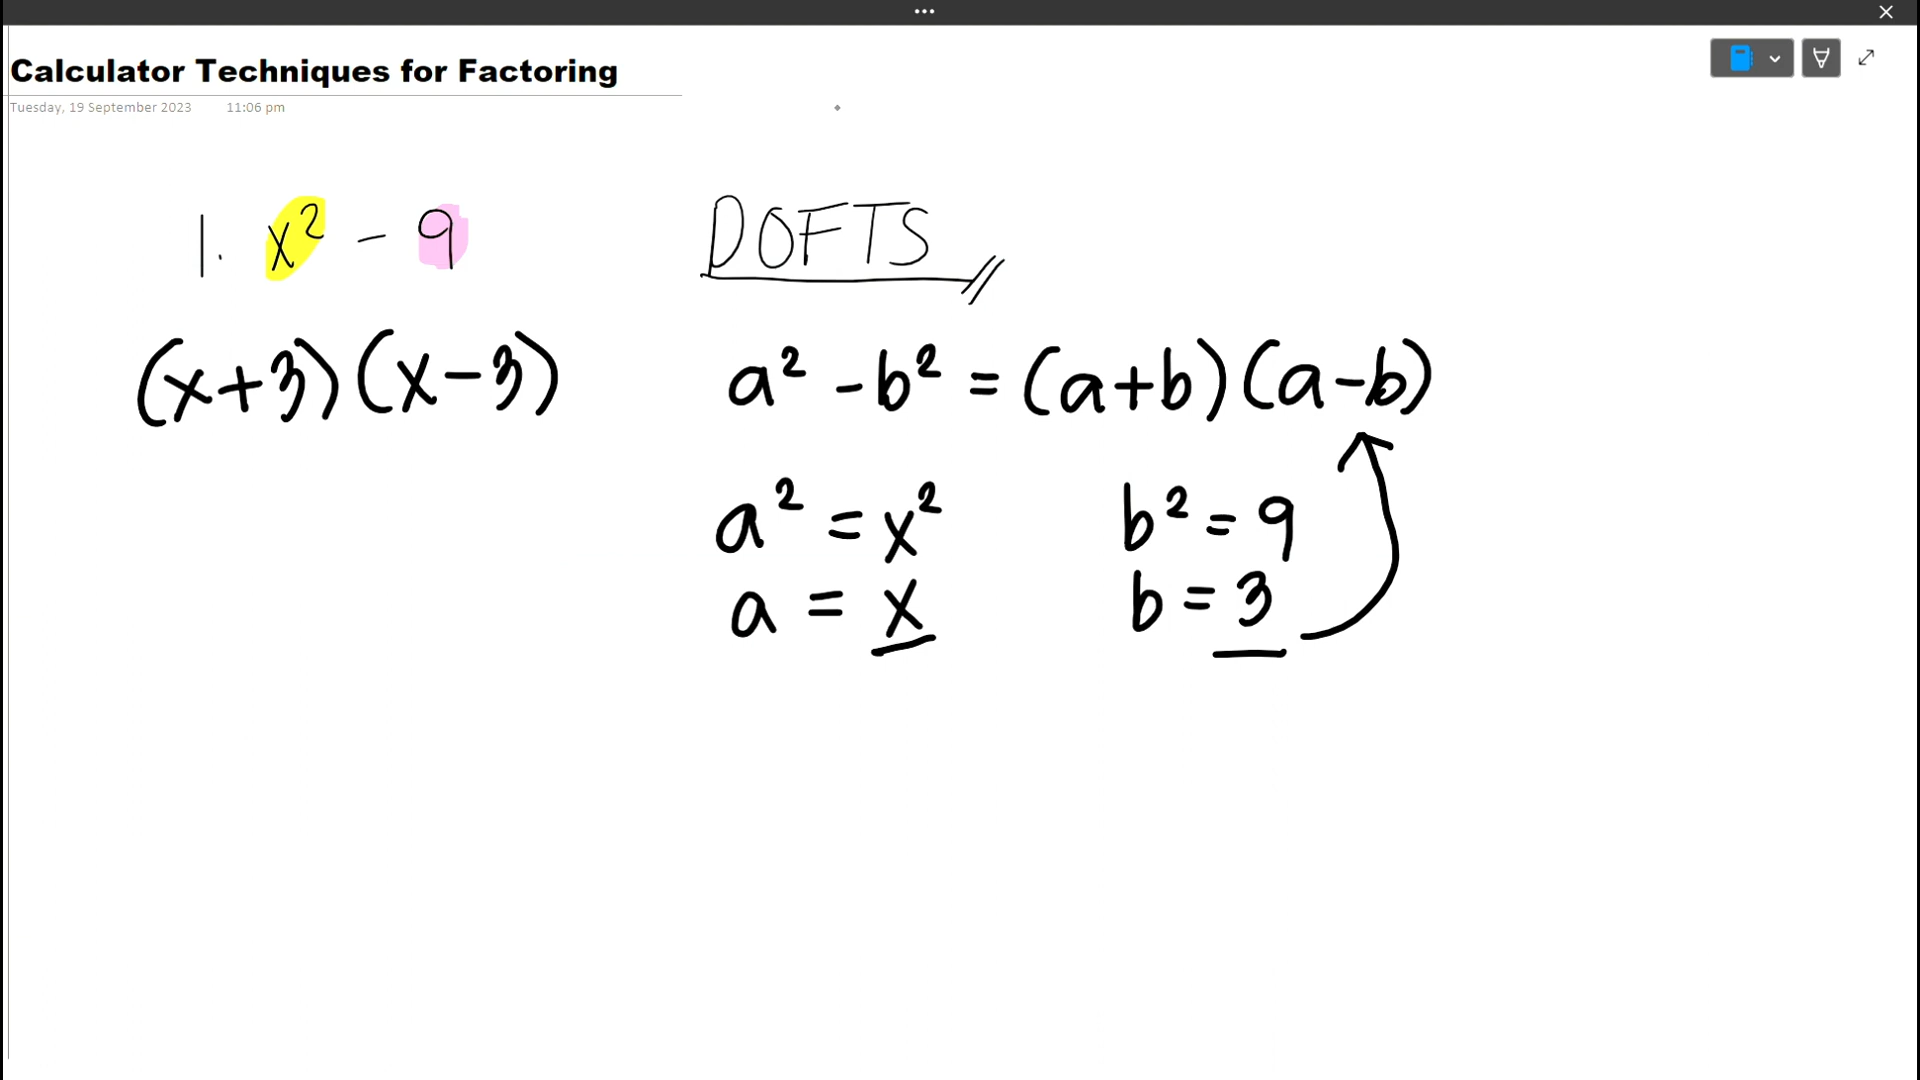 Calculator Techniques for Factoring
Tuesday, 19 September 2023 11:06 pm
1. x² - 9
DOFTS
(x+3)(x-3)
a² - b² = (a+b)(a-b)
a² = x²
b² = 9
a = x
b = 3